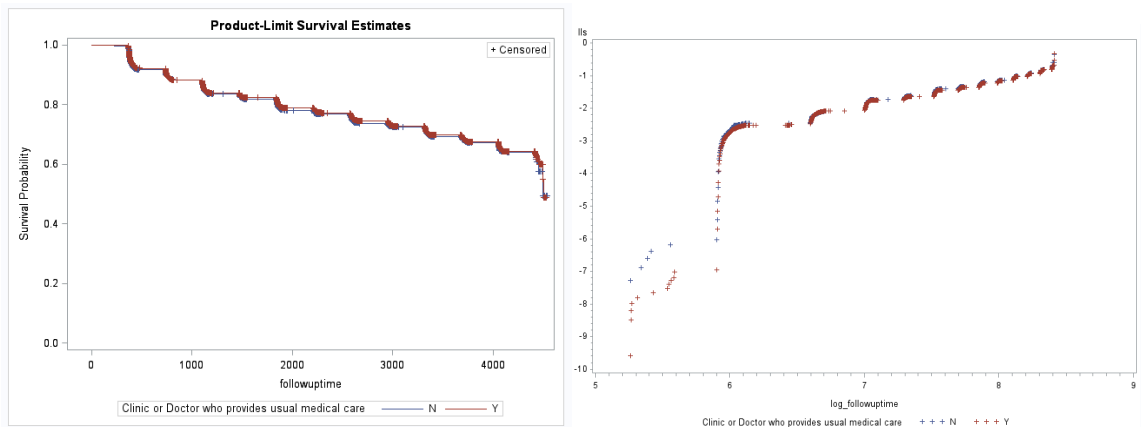 Product-Limit Survival Estimates
+ Censored
1.0
0.8
0.6
0.4
0.2
0.0
Survival Probability
0
1000
2000
3000
4000
followuptime
Clinic or Doctor who provides usual medical care
N
Y
lls
0
-1
-2
-3
-4
-5
-6
-7
-8
-9
-10
5
6
7
8
9
log_followuptime
Clinic or Doctor who provides usual medical care
+ + + N
+ + + Y